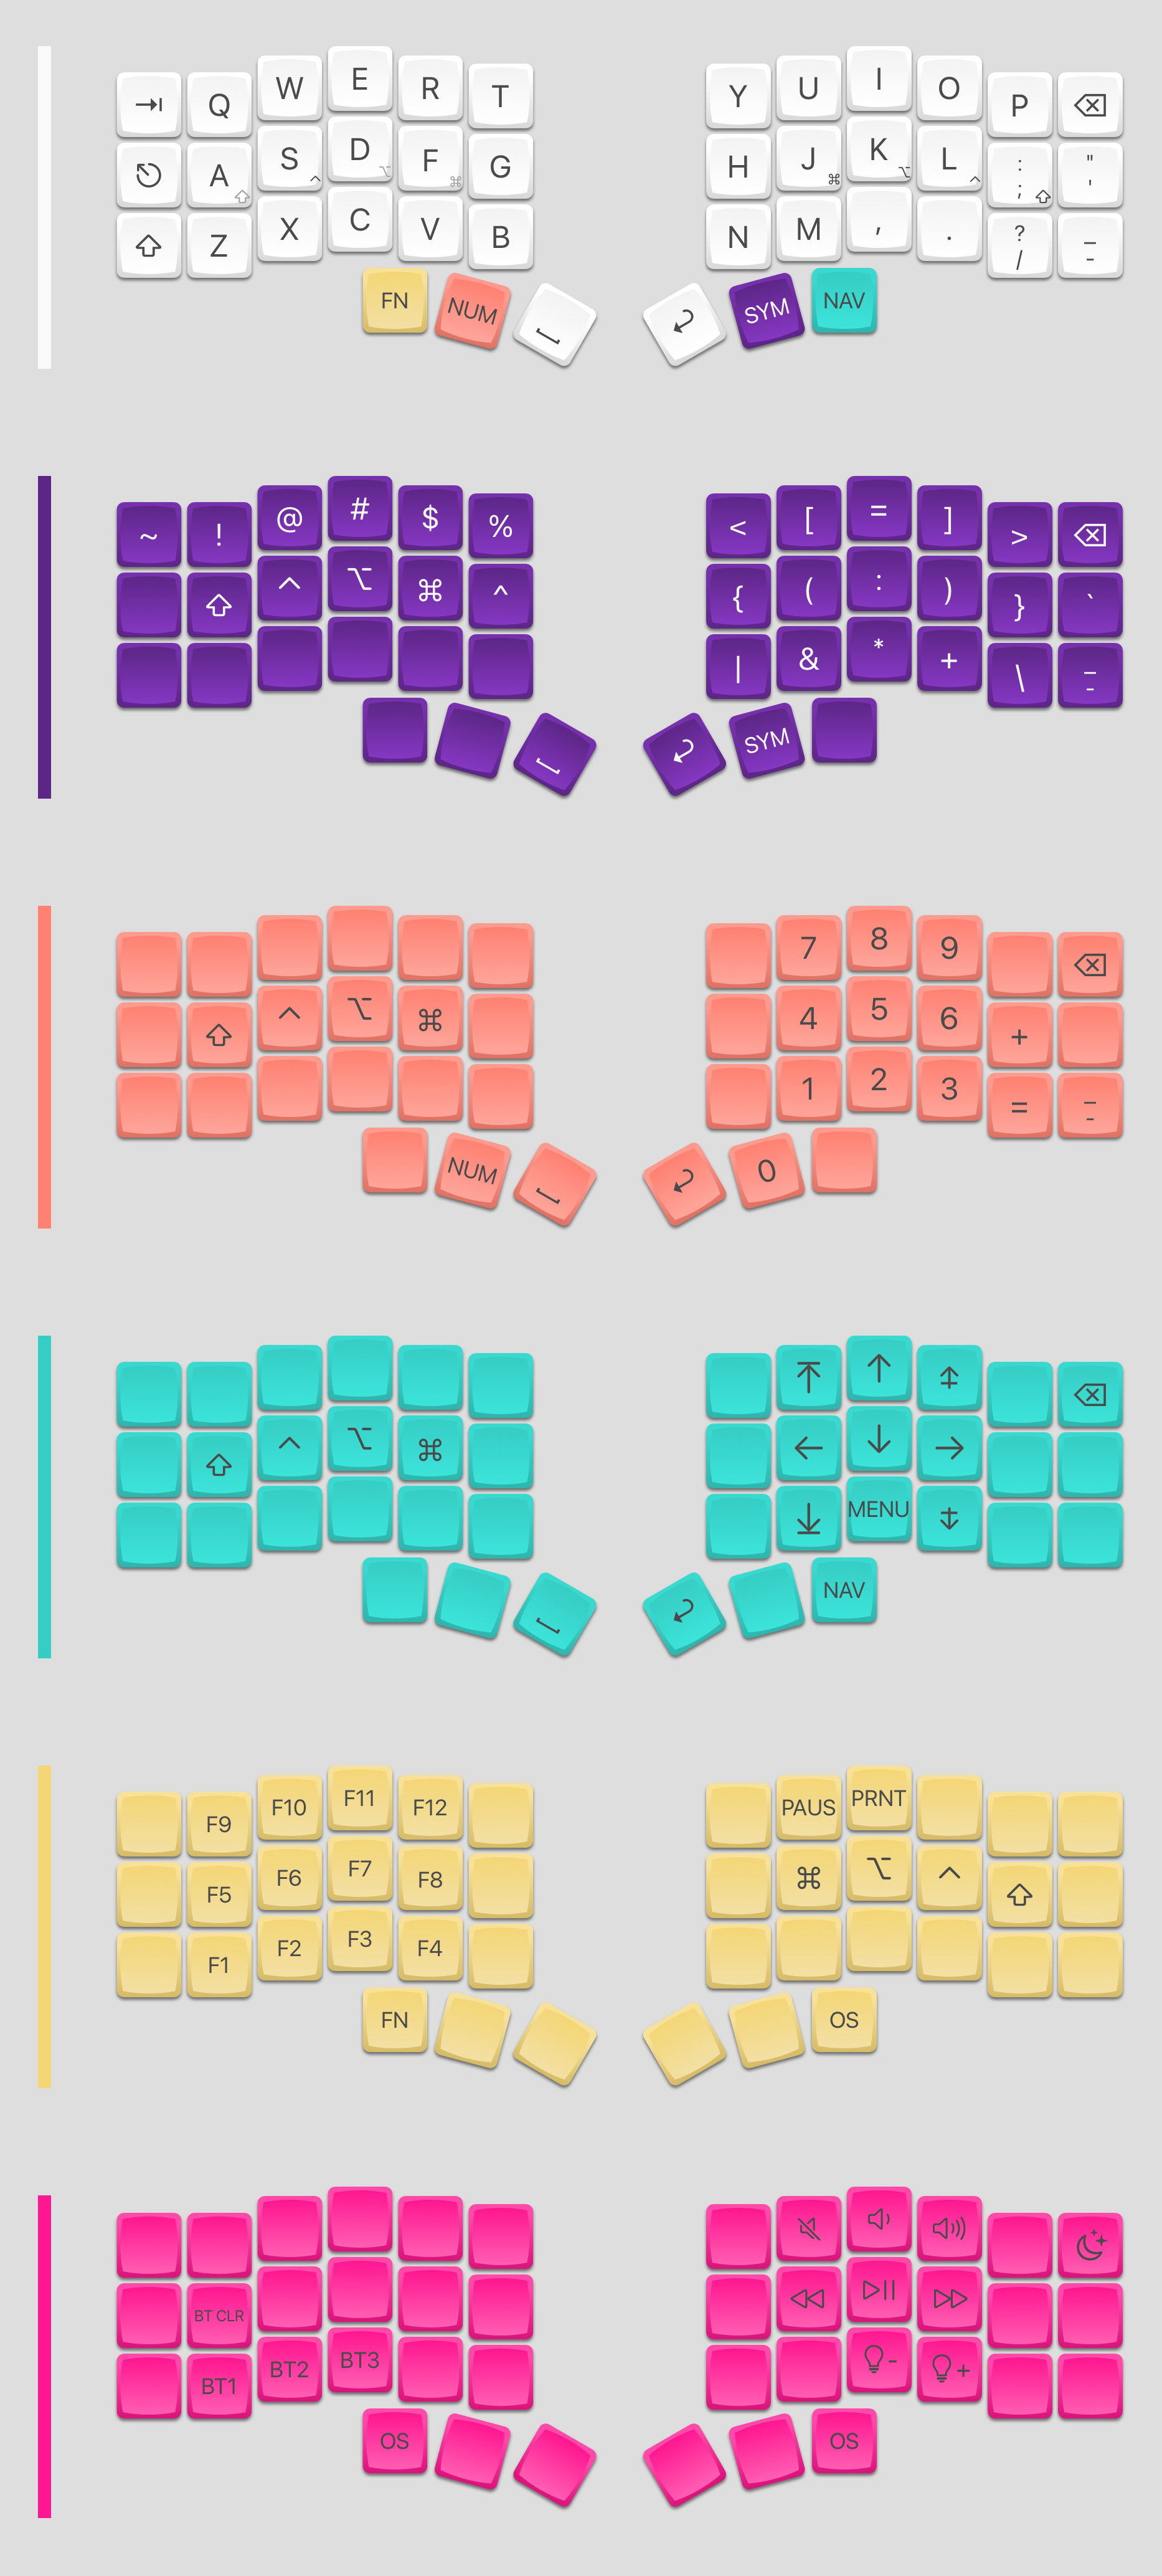 ⇥ Q W E R T Y U I O P ⌫
⎋ A ⇧ S ^ D ⌥ F ⌘ G H J ⌘ K ⌥ L ^ : ; ⇧ " '
⇧ Z X C V B N M , . ? / _ -
FN NUM ⎵ ↵ SYM NAV
~ ! @ # $ % < [ = ] > ⌫
⇧ ^ ⌥ ⌘ ^ { ( : ) } `
| & * + \ _ -
⎵ ↵ SYM
7 8 9 ⌫
⇧ ^ ⌥ ⌘ 4 5 6 +
1 2 3 = _ -
NUM ⎵ ↵ 0
⤒ ↑ ⇞ ⌫
⇧ ^ ⌥ ⌘ ← ↓ →
⤓ MENU ⇟
⎵ ↵ NAV
F9 F10 F11 F12 PAUS PRNT
F5 F6 F7 F8 ⌘ ⌥ ^ ⇧
F1 F2 F3 F4
FN OS
BT CLR
BT1 BT2 BT3 - +
OS OS